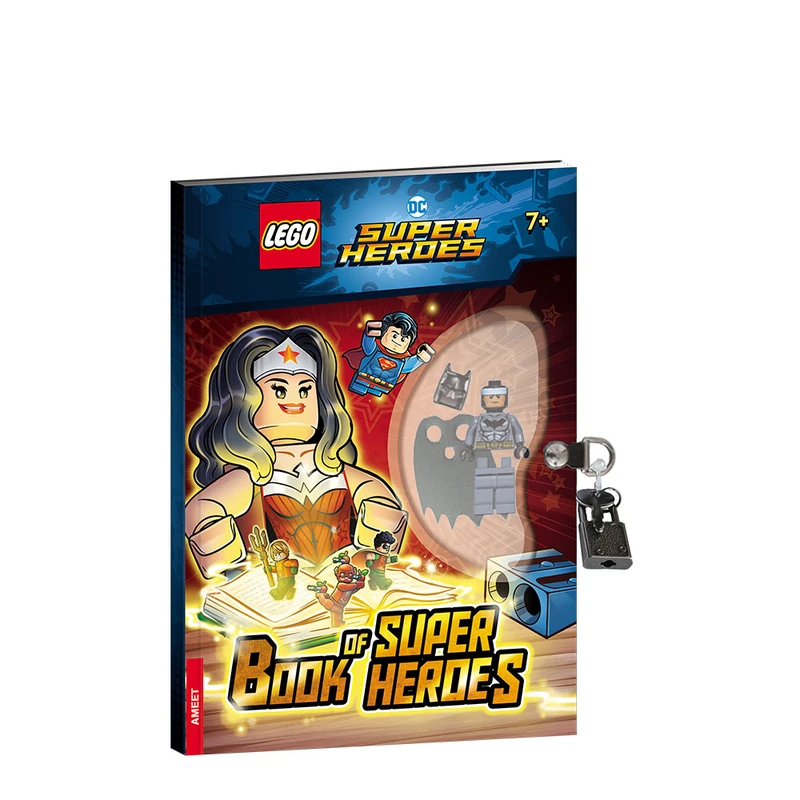 LEGO
DC
SUPER
HEROES
7+
BOOK OF SUPER
HEROES
AMEET